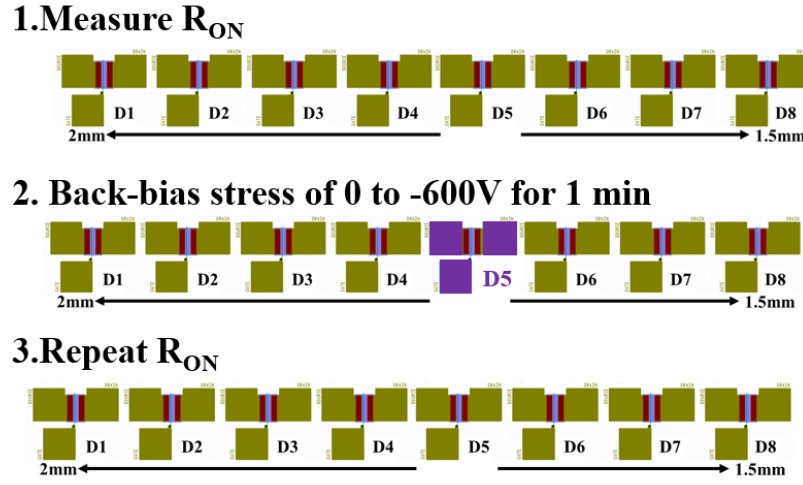 1.Measure RON
D1 D2 D3 D4 D5 D6 D7 D8
2mm 1.5mm
2. Back-bias stress of 0 to -600V for 1 min
D1 D2 D3 D4 D5 D6 D7 D8
2mm 1.5mm
3.Repeat RON
D1 D2 D3 D4 D5 D6 D7 D8
2mm 1.5mm